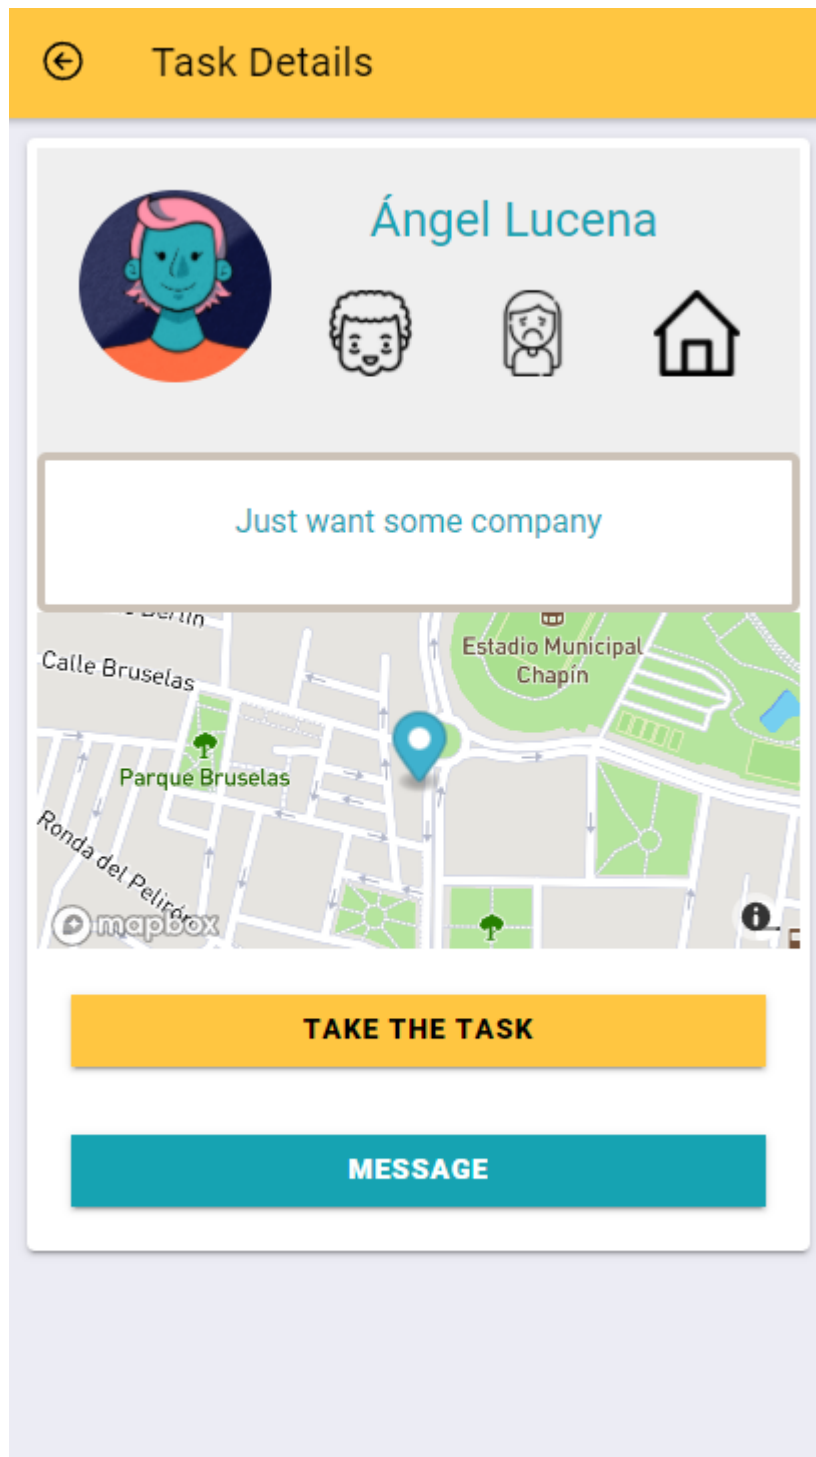 Task Details
Ángel Lucena
Just want some company
Berlín
Calle Bruselas
Estadio Municipal
Chapín
Parque Bruselas
Ronda del Pelirón
mapbox
TAKE THE TASK
MESSAGE